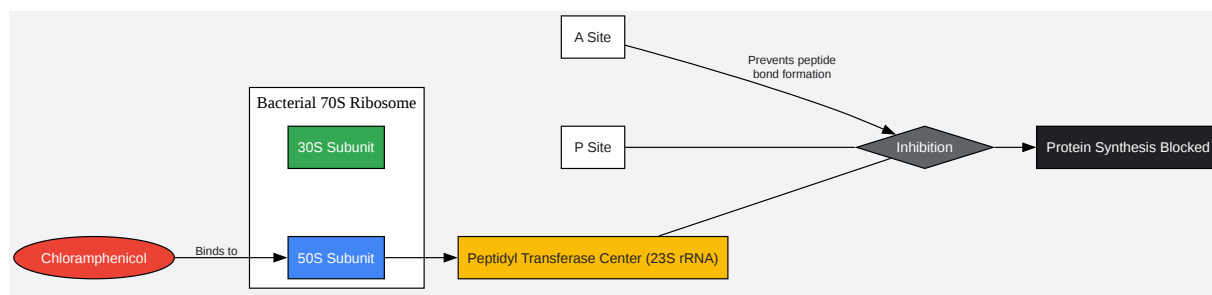 A Site
Prevents peptide
bond formation
Bacterial 70S Ribosome
30S Subunit
P Site
Inhibition
Protein Synthesis Blocked
Chloramphenicol
Binds to
50S Subunit
Peptidyl Transferase Center (23S rRNA)